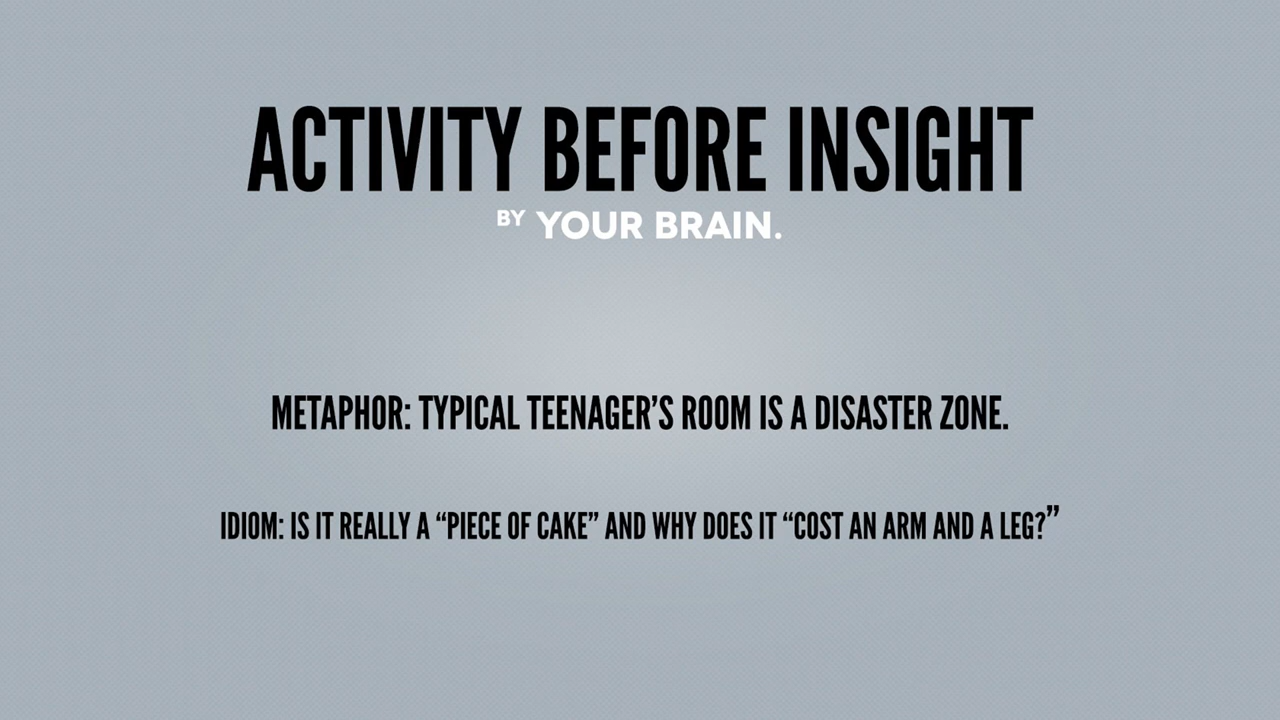 ACTIVITY BEFORE INSIGHT
BY YOUR BRAIN.
METAPHOR: TYPICAL TEENAGER’S ROOM IS A DISASTER ZONE.
IDIOM: IS IT REALLY A “PIECE OF CAKE” AND WHY DOES IT “COST AN ARM AND A LEG?”